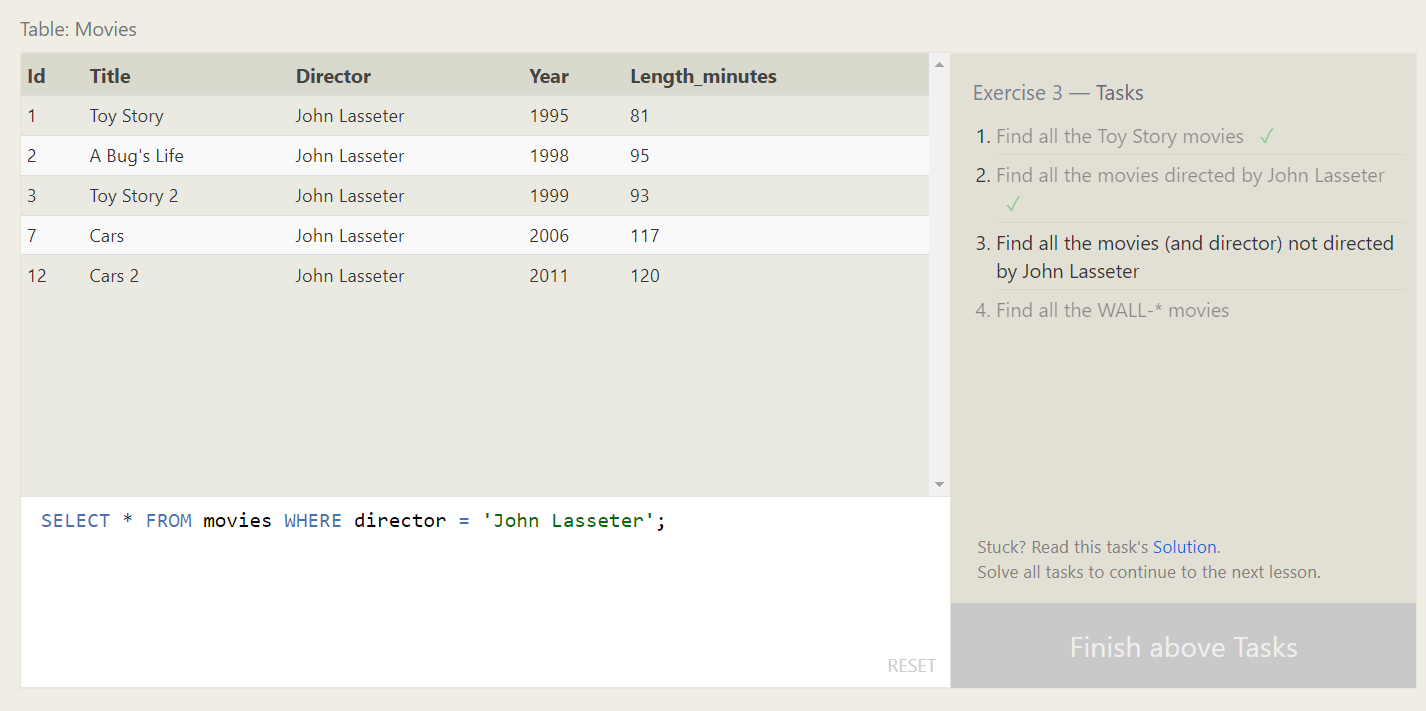 Table: Movies
Id Title Director Year Length_minutes
1 Toy Story John Lasseter 1995 81
2 A Bug's Life John Lasseter 1998 95
3 Toy Story 2 John Lasseter 1999 93
7 Cars John Lasseter 2006 117
12 Cars 2 John Lasseter 2011 120
SELECT * FROM movies WHERE director = 'John Lasseter';
RESET
Exercise 3 — Tasks
1. Find all the Toy Story movies ✓
2. Find all the movies directed by John Lasseter
✓
3. Find all the movies (and director) not directed
by John Lasseter
4. Find all the WALL-* movies
Stuck? Read this task's Solution.
Solve all tasks to continue to the next lesson.
Finish above Tasks